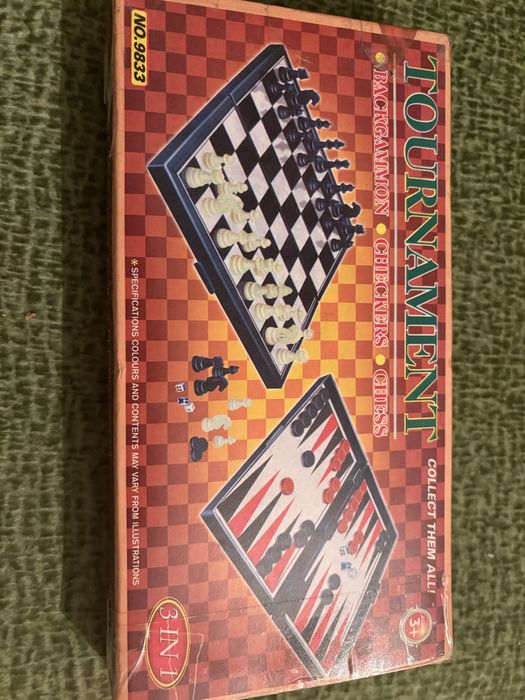 NO.9833
TOURNAMENT
BACKGAMMON CHECKERS CHESS
COLLECT THEM ALL!
3+
* SPECIFICATIONS COLOURS AND CONTENTS MAY VARY FROM ILLUSTRATIONS
3-IN-1